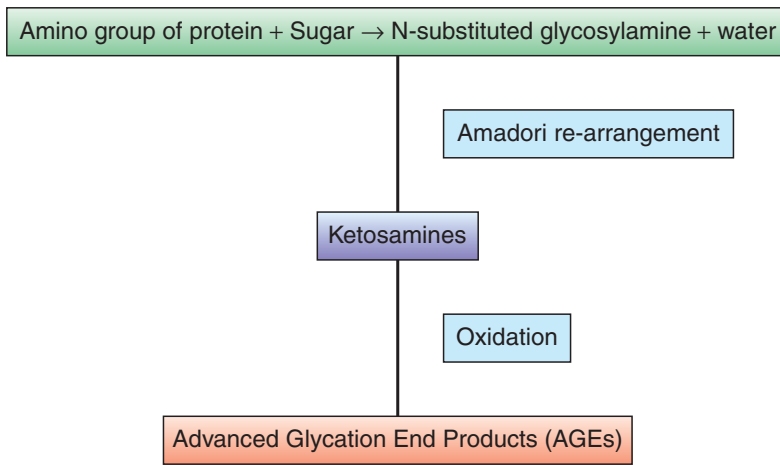 Amino group of protein + Sugar → N-substituted glycosylamine + water
Amadori re-arrangement
Ketosamines
Oxidation
Advanced Glycation End Products (AGEs)